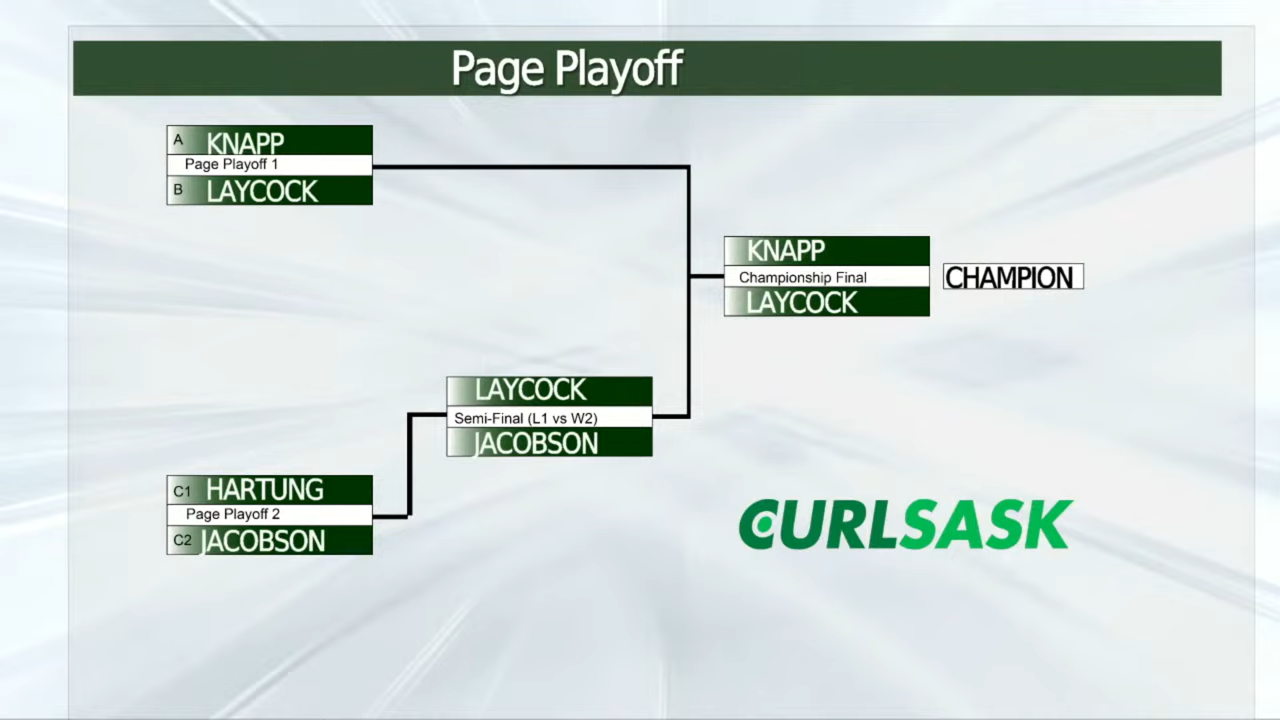 Page Playoff
A KNAPP
Page Playoff 1
B LAYCOCK
KNAPP
Championship Final
LAYCOCK
CHAMPION
LAYCOCK
Semi-Final (L1 vs W2)
JACOBSON
C1 HARTUNG
Page Playoff 2
C2 JACOBSON
CURLSASK